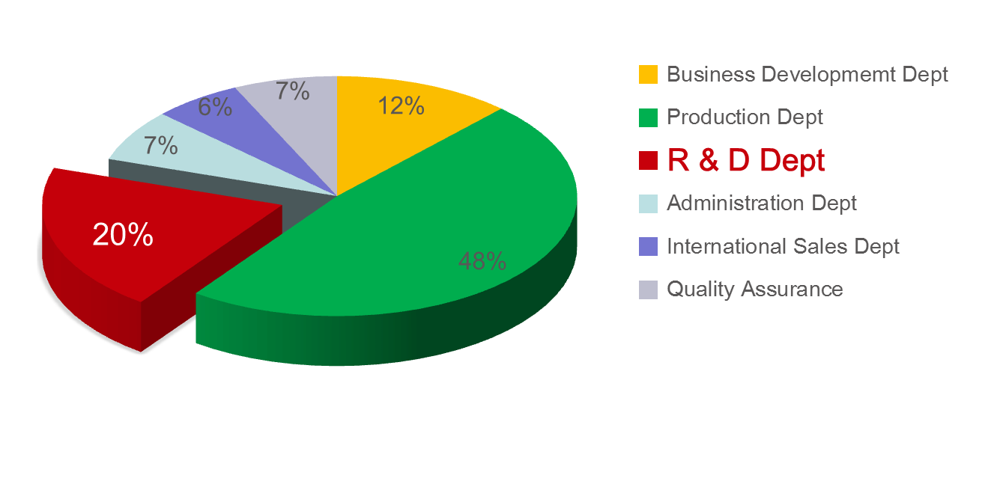 7%
12%
6%
7%
20%
48%
Business Developmemt Dept
Production Dept
R & D Dept
Administration Dept
International Sales Dept
Quality Assurance